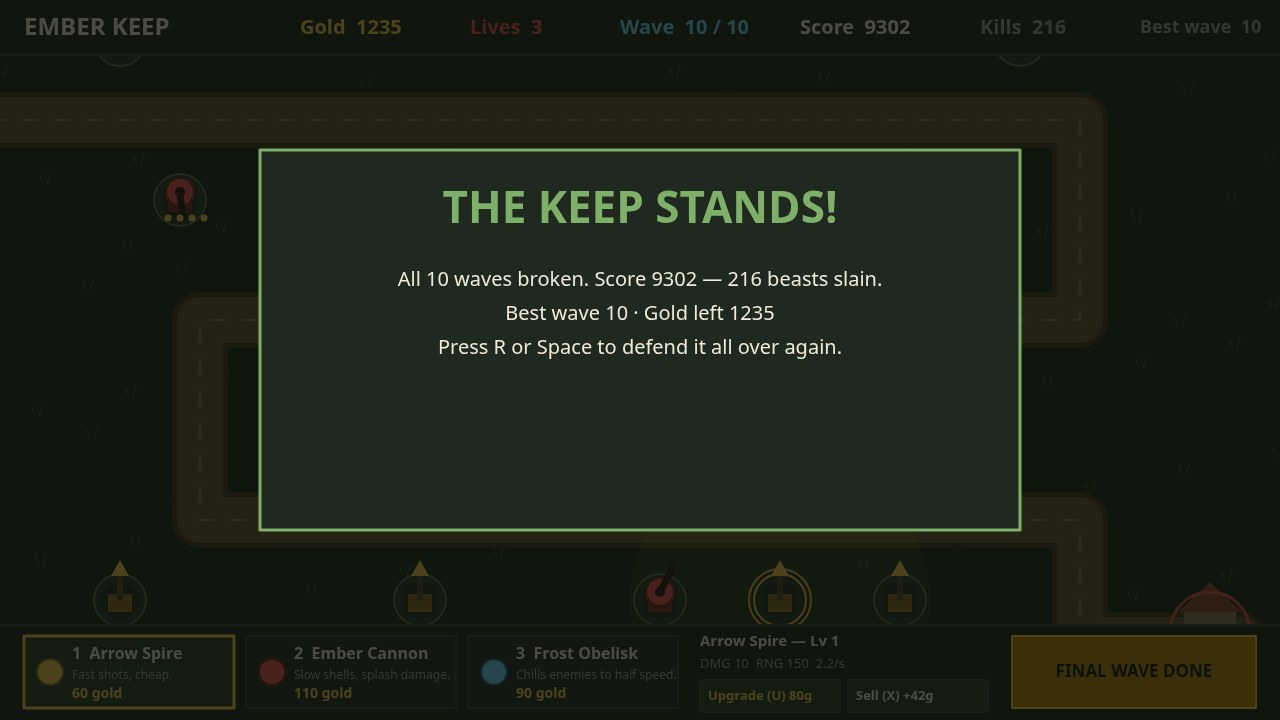 EMBER KEEP
Gold 1235
Lives 3
Wave 10 / 10
Score 9302
Kills 216
Best wave 10
THE KEEP STANDS!
All 10 waves broken. Score 9302 — 216 beasts slain.
Best wave 10 · Gold left 1235
Press R or Space to defend it all over again.
1 Arrow Spire
Fast shots, cheap.
60 gold
2 Ember Cannon
Slow shells, splash damage.
110 gold
3 Frost Obelisk
Chills enemies to half speed.
90 gold
Arrow Spire — Lv 1
DMG 10 RNG 150 2.2/s
Upgrade (U) 80g
Sell (X) +42g
FINAL WAVE DONE